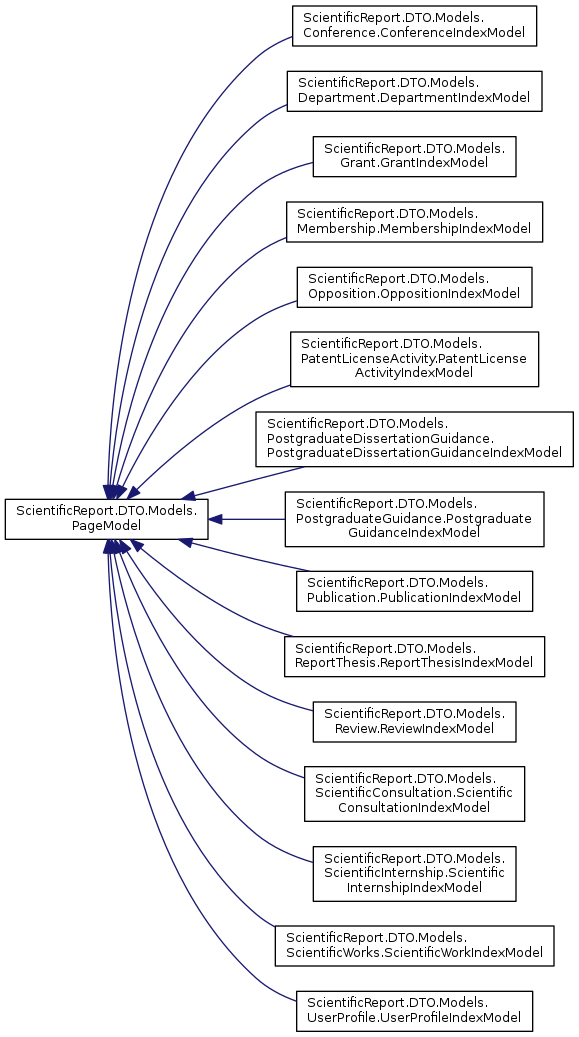 ScientificReport.DTO.Models.
Conference.ConferenceIndexModel
ScientificReport.DTO.Models.
Department.DepartmentIndexModel
ScientificReport.DTO.Models.
Grant.GrantIndexModel
ScientificReport.DTO.Models.
Membership.MembershipIndexModel
ScientificReport.DTO.Models.
Opposition.OppositionIndexModel
ScientificReport.DTO.Models.
PatentLicenseActivity.PatentLicense
ActivityIndexModel
ScientificReport.DTO.Models.
PostgraduateDissertationGuidance.
PostgraduateDissertationGuidanceIndexModel
ScientificReport.DTO.Models.
PageModel
ScientificReport.DTO.Models.
PostgraduateGuidance.Postgraduate
GuidanceIndexModel
ScientificReport.DTO.Models.
Publication.PublicationIndexModel
ScientificReport.DTO.Models.
ReportThesis.ReportThesisIndexModel
ScientificReport.DTO.Models.
Review.ReviewIndexModel
ScientificReport.DTO.Models.
ScientificConsultation.Scientific
ConsultationIndexModel
ScientificReport.DTO.Models.
ScientificInternship.Scientific
InternshipIndexModel
ScientificReport.DTO.Models.
ScientificWorks.ScientificWorkIndexModel
ScientificReport.DTO.Models.
UserProfile.UserProfileIndexModel